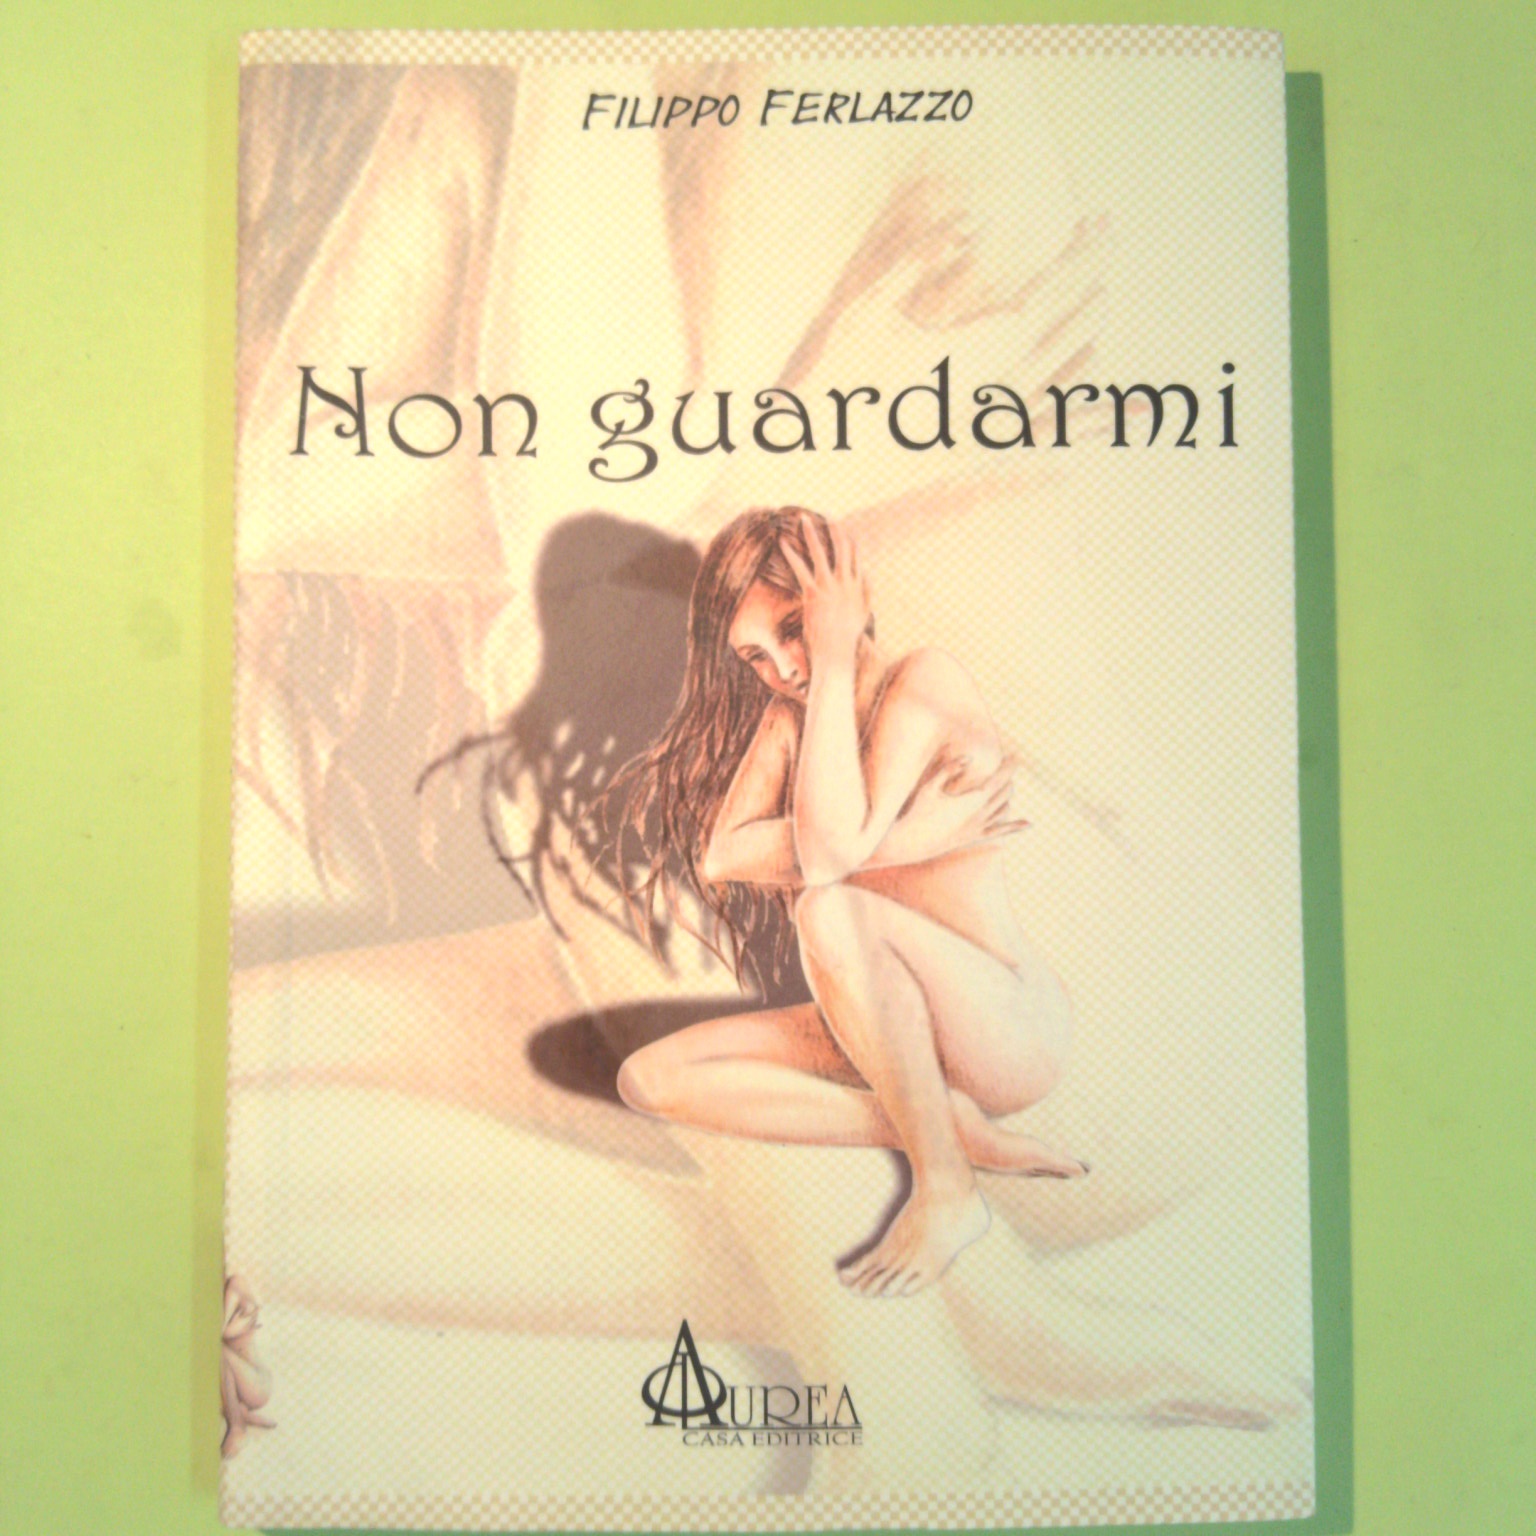 FILIPPO FERLAZZO
Non guardarmi
AUREA
CASA EDITRICE